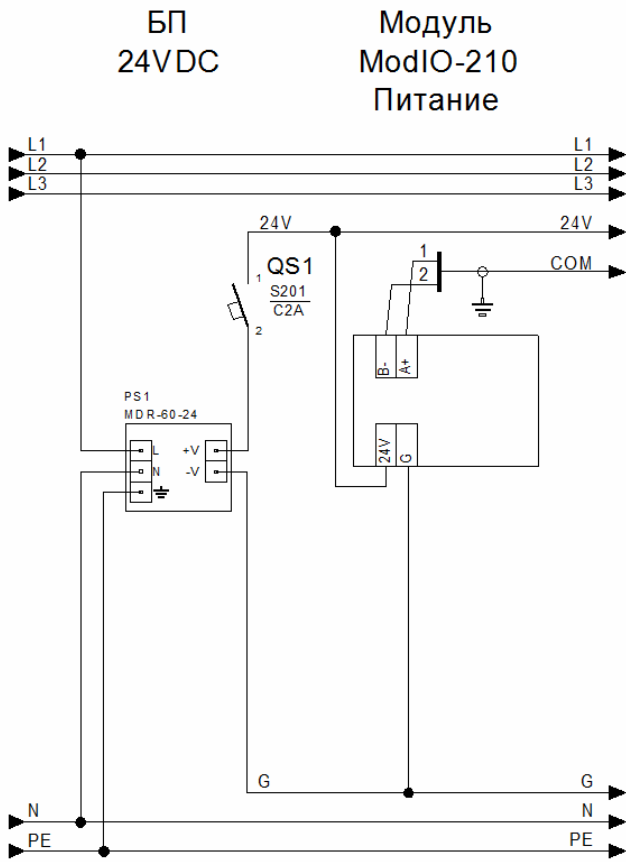 БП
24VDC
Модуль
ModIO-210
Питание
L1 L1
L2 L2
L3 L3
24V 24V
1
2
COM
1
QS1
S201
C2A
2
B-
A+
PS1
MDR-60-24
L +V
N -V
24V
G
G G
N N
PE PE